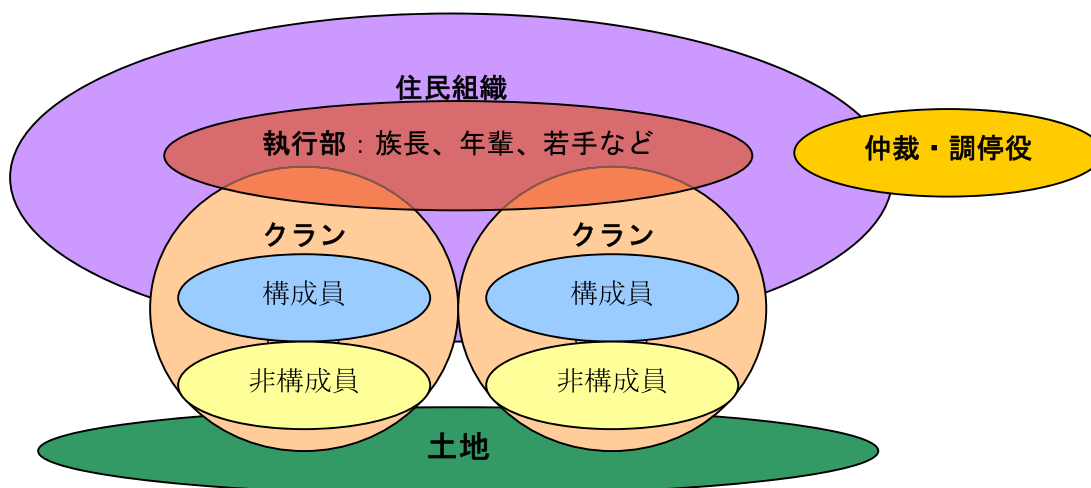 住民組織
執行部：族長、年輩、若手など
仲裁・調停役
クラン
クラン
構成員
構成員
非構成員
非構成員
土地